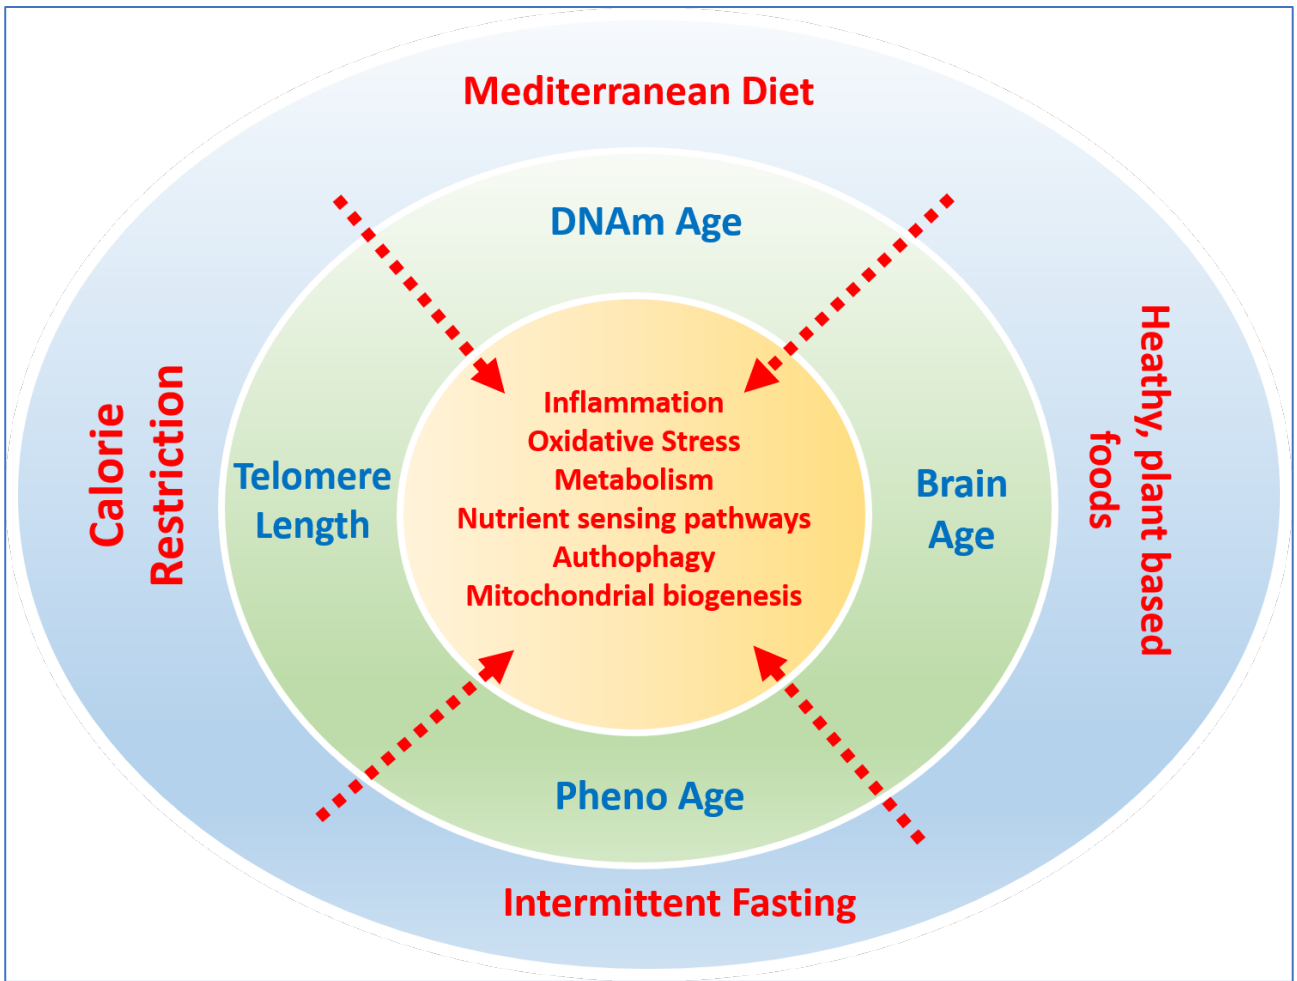 Mediterranean Diet
DNAm Age
Calorie
Restriction
Telomere
Length
Inflammation
Oxidative Stress
Metabolism
Nutrient sensing pathways
Authophagy
Mitochondrial biogenesis
Brain
Age
Heathy, plant based
foods
Pheno Age
Intermittent Fasting